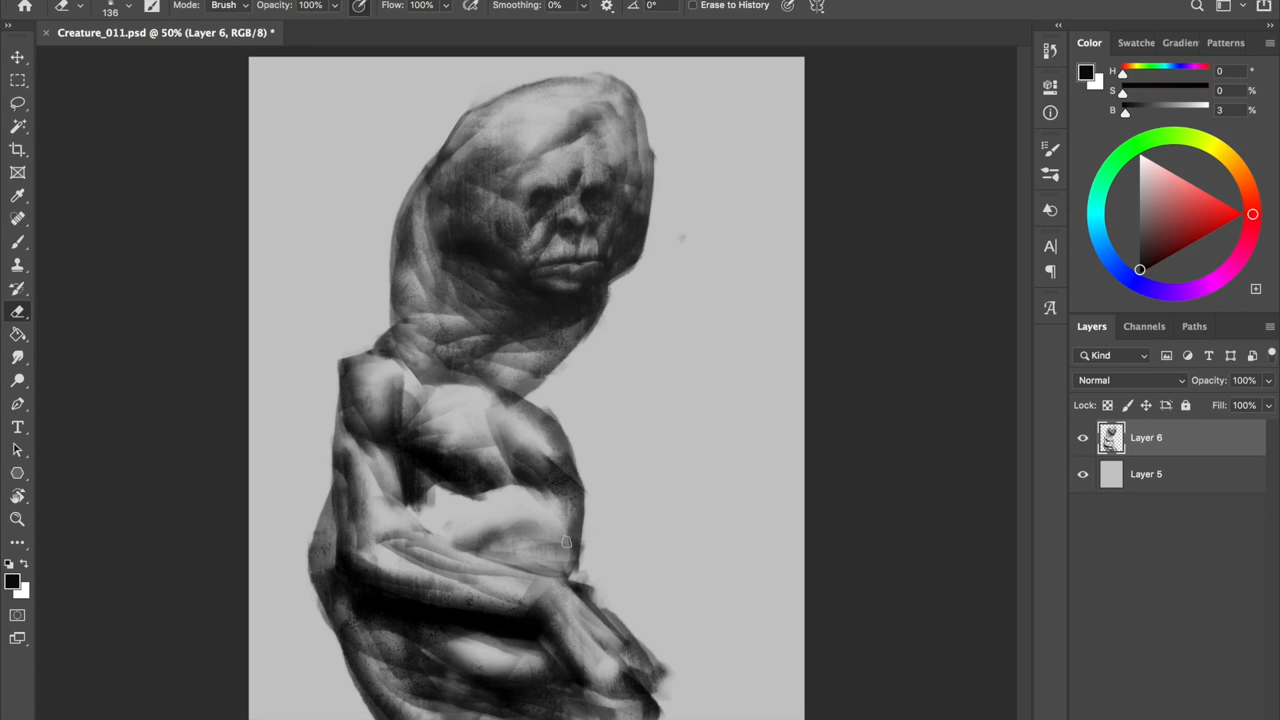 136 Mode: Brush Opacity: 100% Flow: 100% Smoothing: 0% 0° Erase to History
Creature_011.psd @ 50% (Layer 6, RGB/8) *
Color Swatche Gradien Patterns
H 0 °
S 0 %
B 3 %
Layers Channels Paths
Kind
Normal Opacity: 100%
Lock: Fill: 100%
Layer 6
Layer 5